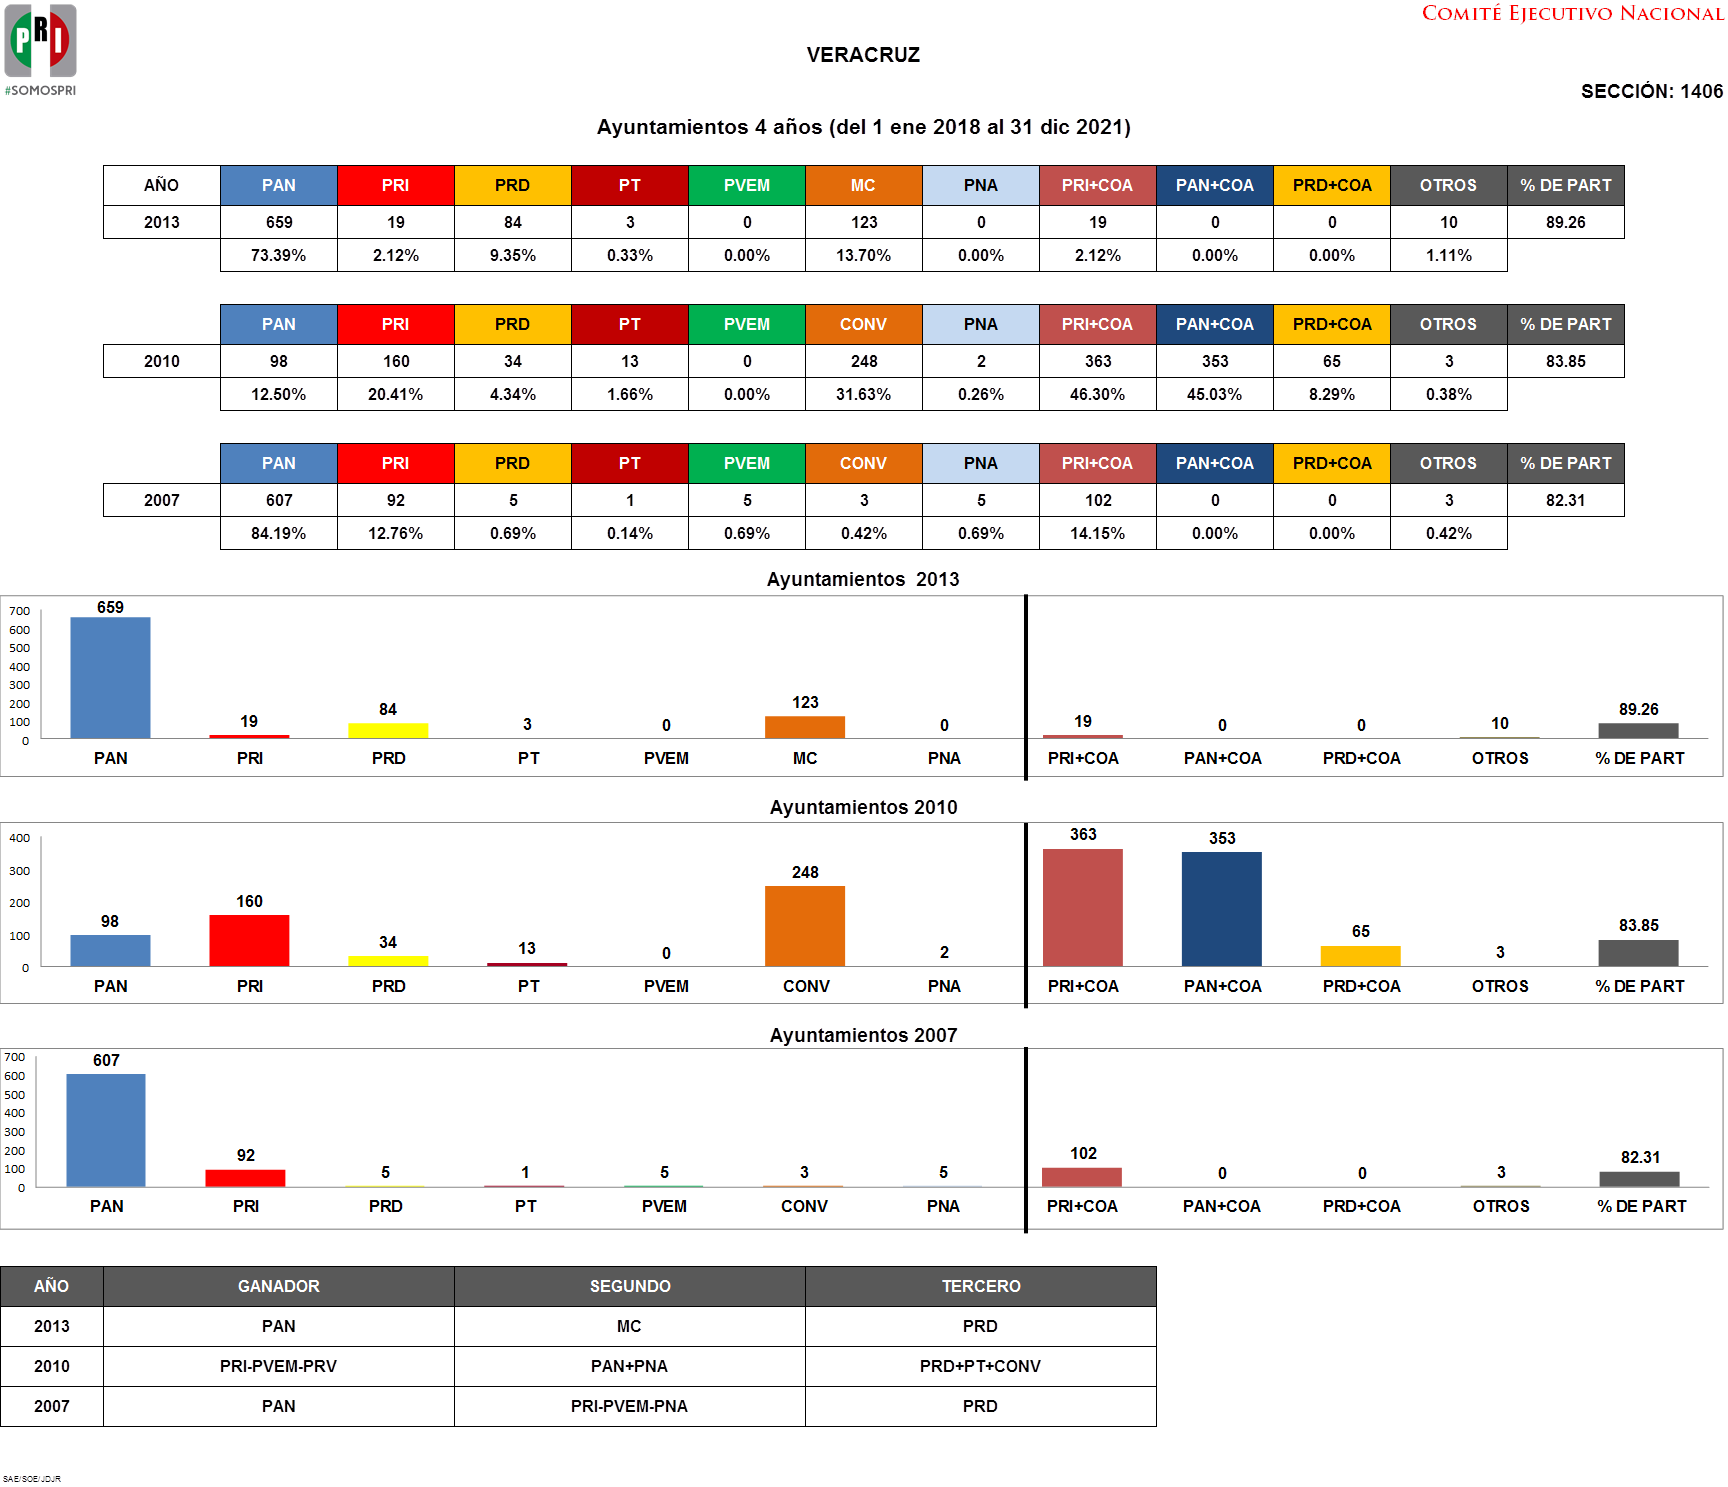 PRI
#SOMOSPRI
COMITÉ EJECUTIVO NACIONAL
VERACRUZ
SECCIÓN: 1406
Ayuntamientos 4 años (del 1 ene 2018 al 31 dic 2021)
AÑO PAN PRI PRD PT PVEM MC PNA PRI+COA PAN+COA PRD+COA OTROS % DE PART
2013 659 19 84 3 0 123 0 19 0 0 10 89.26
73.39% 2.12% 9.35% 0.33% 0.00% 13.70% 0.00% 2.12% 0.00% 0.00% 1.11%
PAN PRI PRD PT PVEM CONV PNA PRI+COA PAN+COA PRD+COA OTROS % DE PART
2010 98 160 34 13 0 248 2 363 353 65 3 83.85
12.50% 20.41% 4.34% 1.66% 0.00% 31.63% 0.26% 46.30% 45.03% 8.29% 0.38%
PAN PRI PRD PT PVEM CONV PNA PRI+COA PAN+COA PRD+COA OTROS % DE PART
2007 607 92 5 1 5 3 5 102 0 0 3 82.31
84.19% 12.76% 0.69% 0.14% 0.69% 0.42% 0.69% 14.15% 0.00% 0.00% 0.42%
Ayuntamientos 2013
700
600
500
400
300
200
100
0
659 19 84 3 0 123 0 19 0 0 10 89.26
PAN PRI PRD PT PVEM MC PNA PRI+COA PAN+COA PRD+COA OTROS % DE PART
Ayuntamientos 2010
400
300
200
100
0
98 160 34 13 0 248 2 363 353 65 3 83.85
PAN PRI PRD PT PVEM CONV PNA PRI+COA PAN+COA PRD+COA OTROS % DE PART
Ayuntamientos 2007
700
600
500
400
300
200
100
0
607 92 5 1 5 3 5 102 0 0 3 82.31
PAN PRI PRD PT PVEM CONV PNA PRI+COA PAN+COA PRD+COA OTROS % DE PART
AÑO GANADOR SEGUNDO TERCERO
2013 PAN MC PRD
2010 PRI-PVEM-PRV PAN+PNA PRD+PT+CONV
2007 PAN PRI-PVEM-PNA PRD
SAE/SOE/JDJR